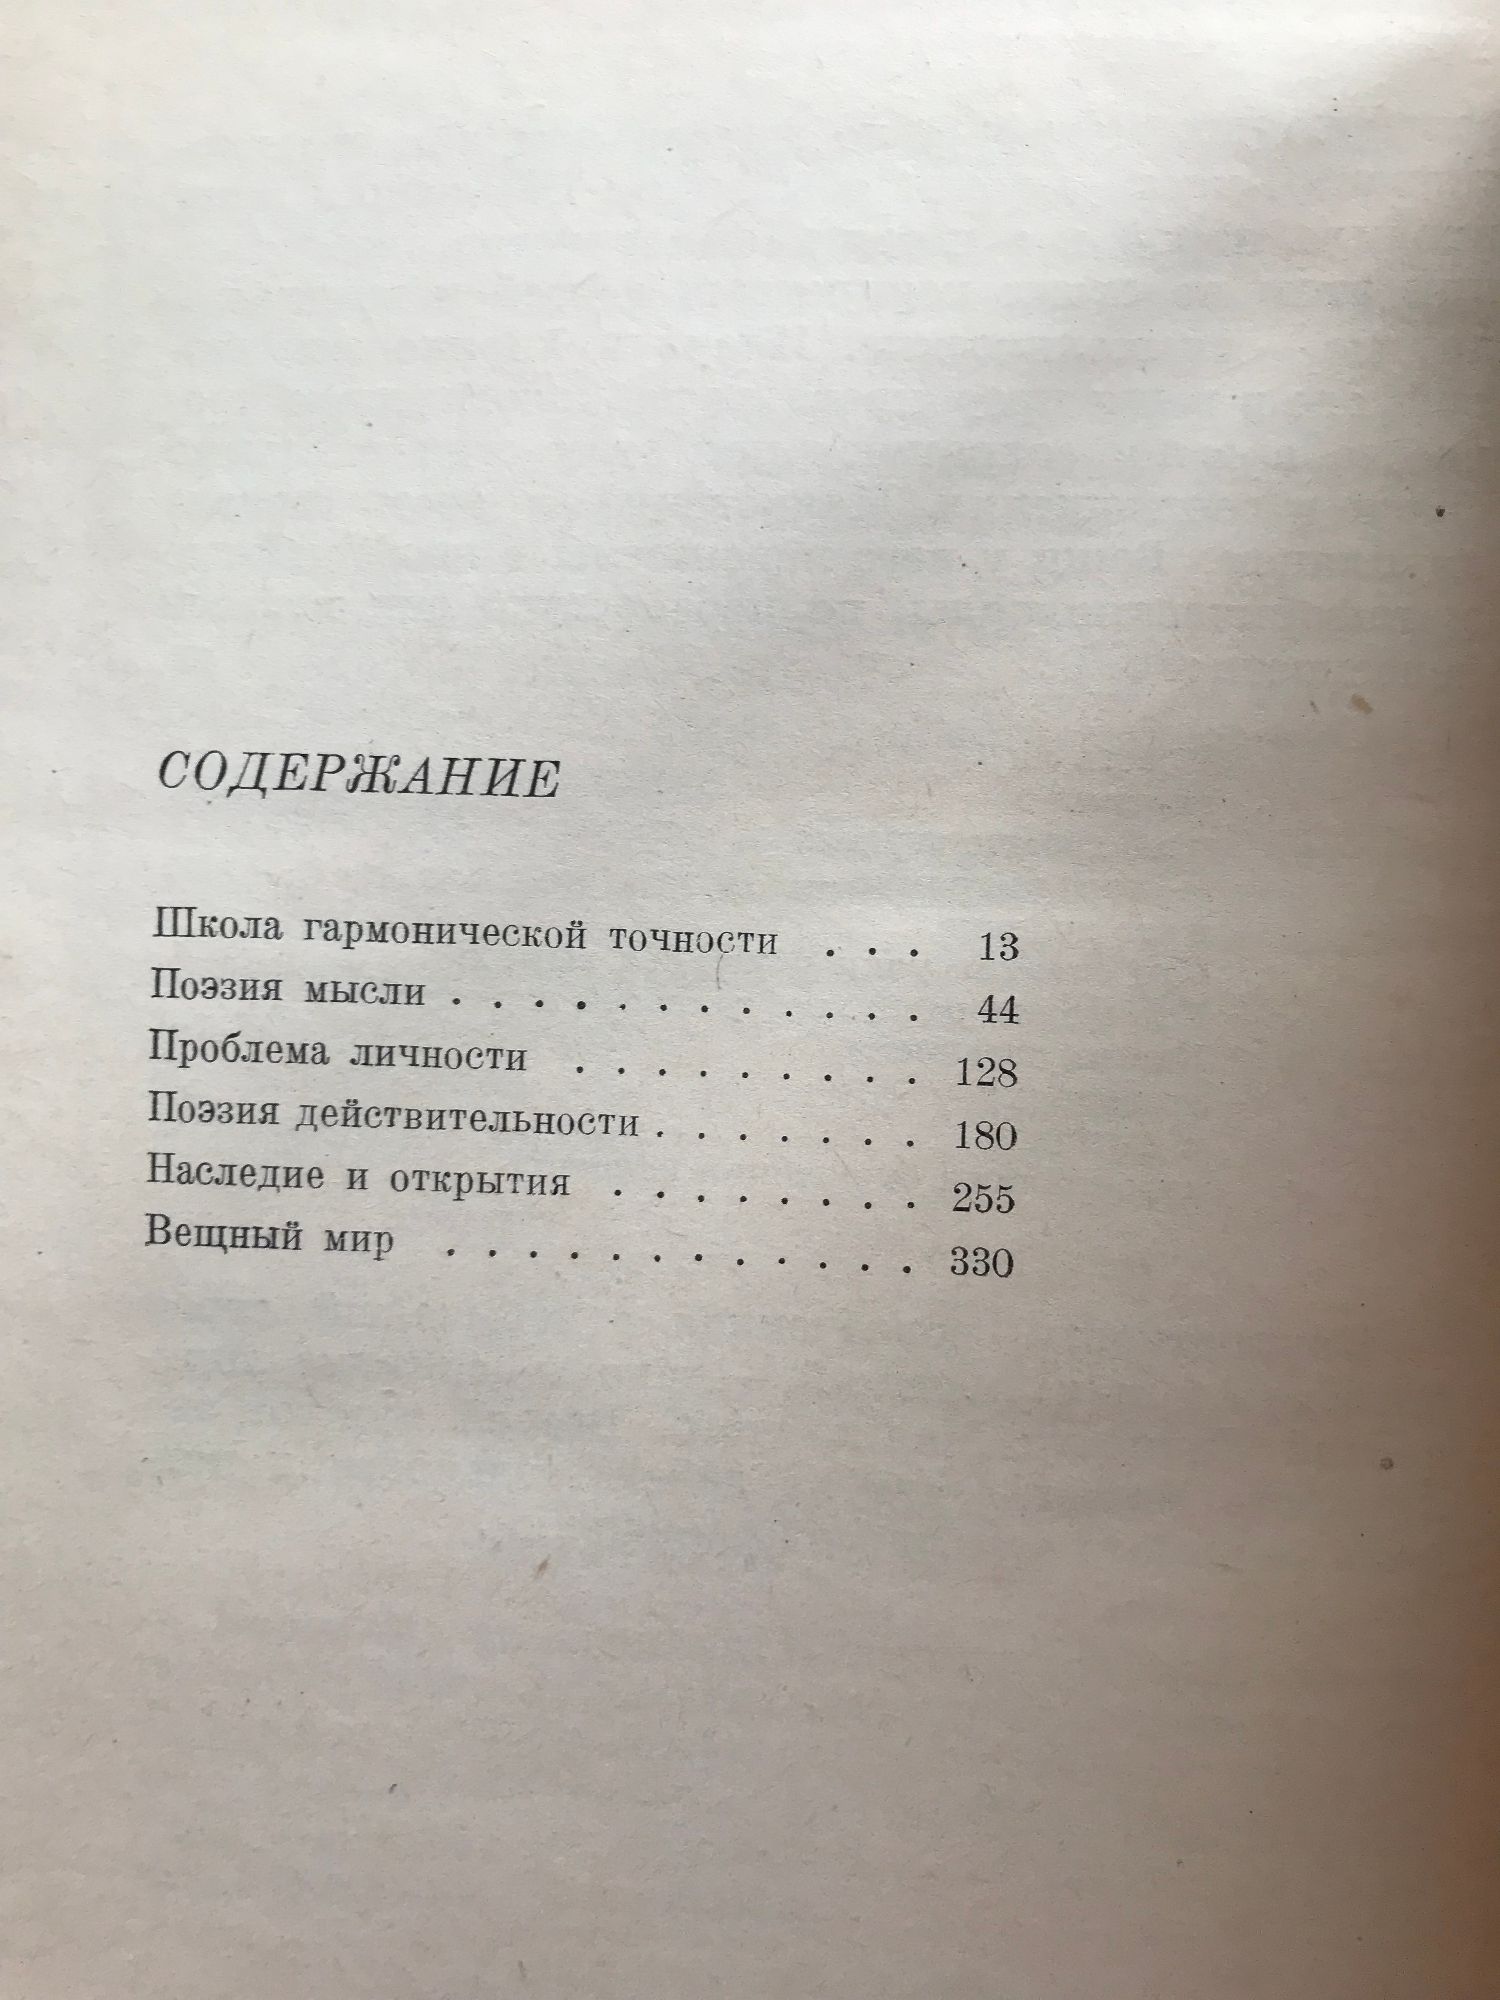 СОДЕРЖАНИЕ
Школа гармонической точности . . . 13
Поэзия мысли . . . . . . . . . . . . 44
Проблема личности . . . . . . . . . 128
Поэзия действительности . . . . . . . 180
Наследие и открытия . . . . . . . . 255
Вещный мир . . . . . . . . . . . . 330